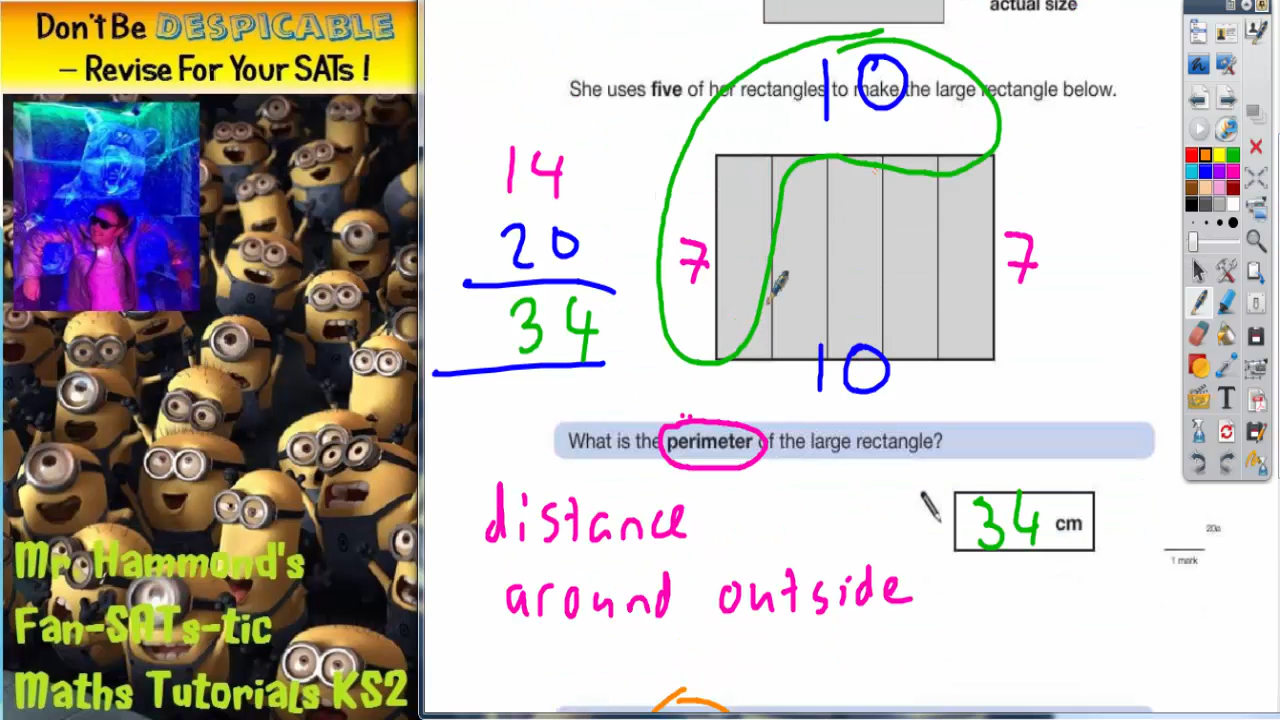 Don't Be DESPICABLE
– Revise For Your SATs !
Mr. Hammond's
Fan-SATs-tic
Maths Tutorials KS2
actual size
She uses five of her rectangles to make the large rectangle below.
10
14
20
34
7
7
10
What is the perimeter of the large rectangle?
distance
around outside
34 cm
20a
1 mark